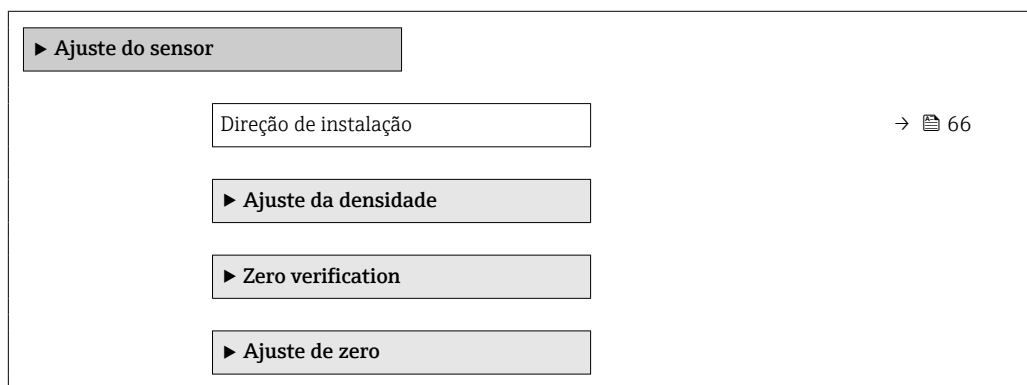 ▶ Ajuste do sensor
Direção de instalação → 66
▶ Ajuste da densidade
▶ Zero verification
▶ Ajuste de zero